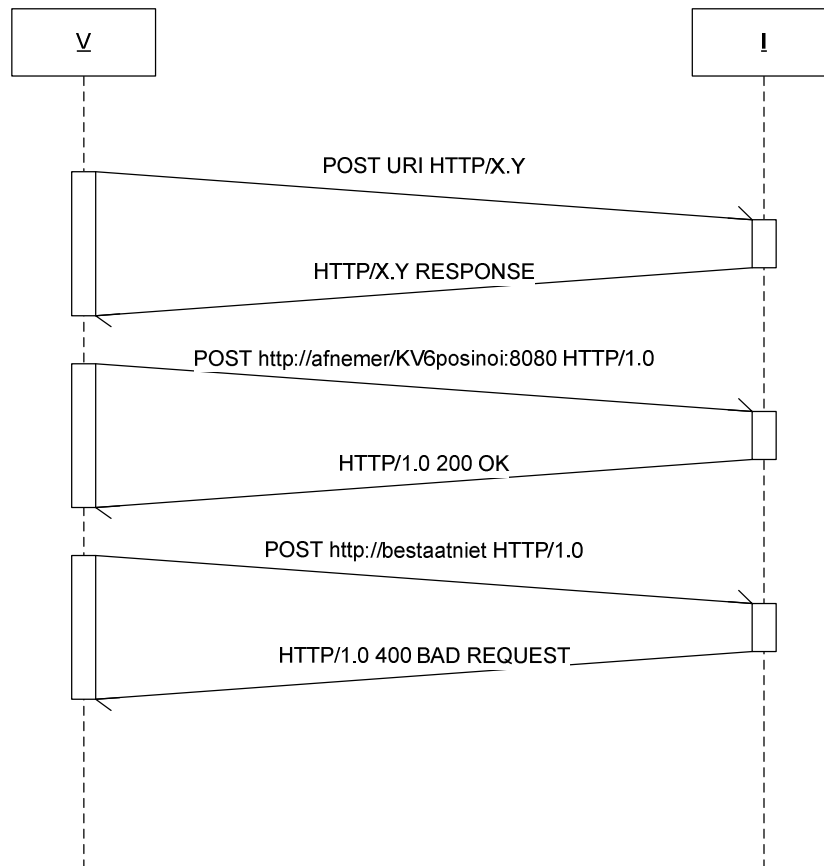 V
I
POST URI HTTP/X.Y
HTTP/X.Y RESPONSE
POST http://afnemer/KV6posinoi:8080 HTTP/1.0
HTTP/1.0 200 OK
POST http://bestaatniet HTTP/1.0
HTTP/1.0 400 BAD REQUEST